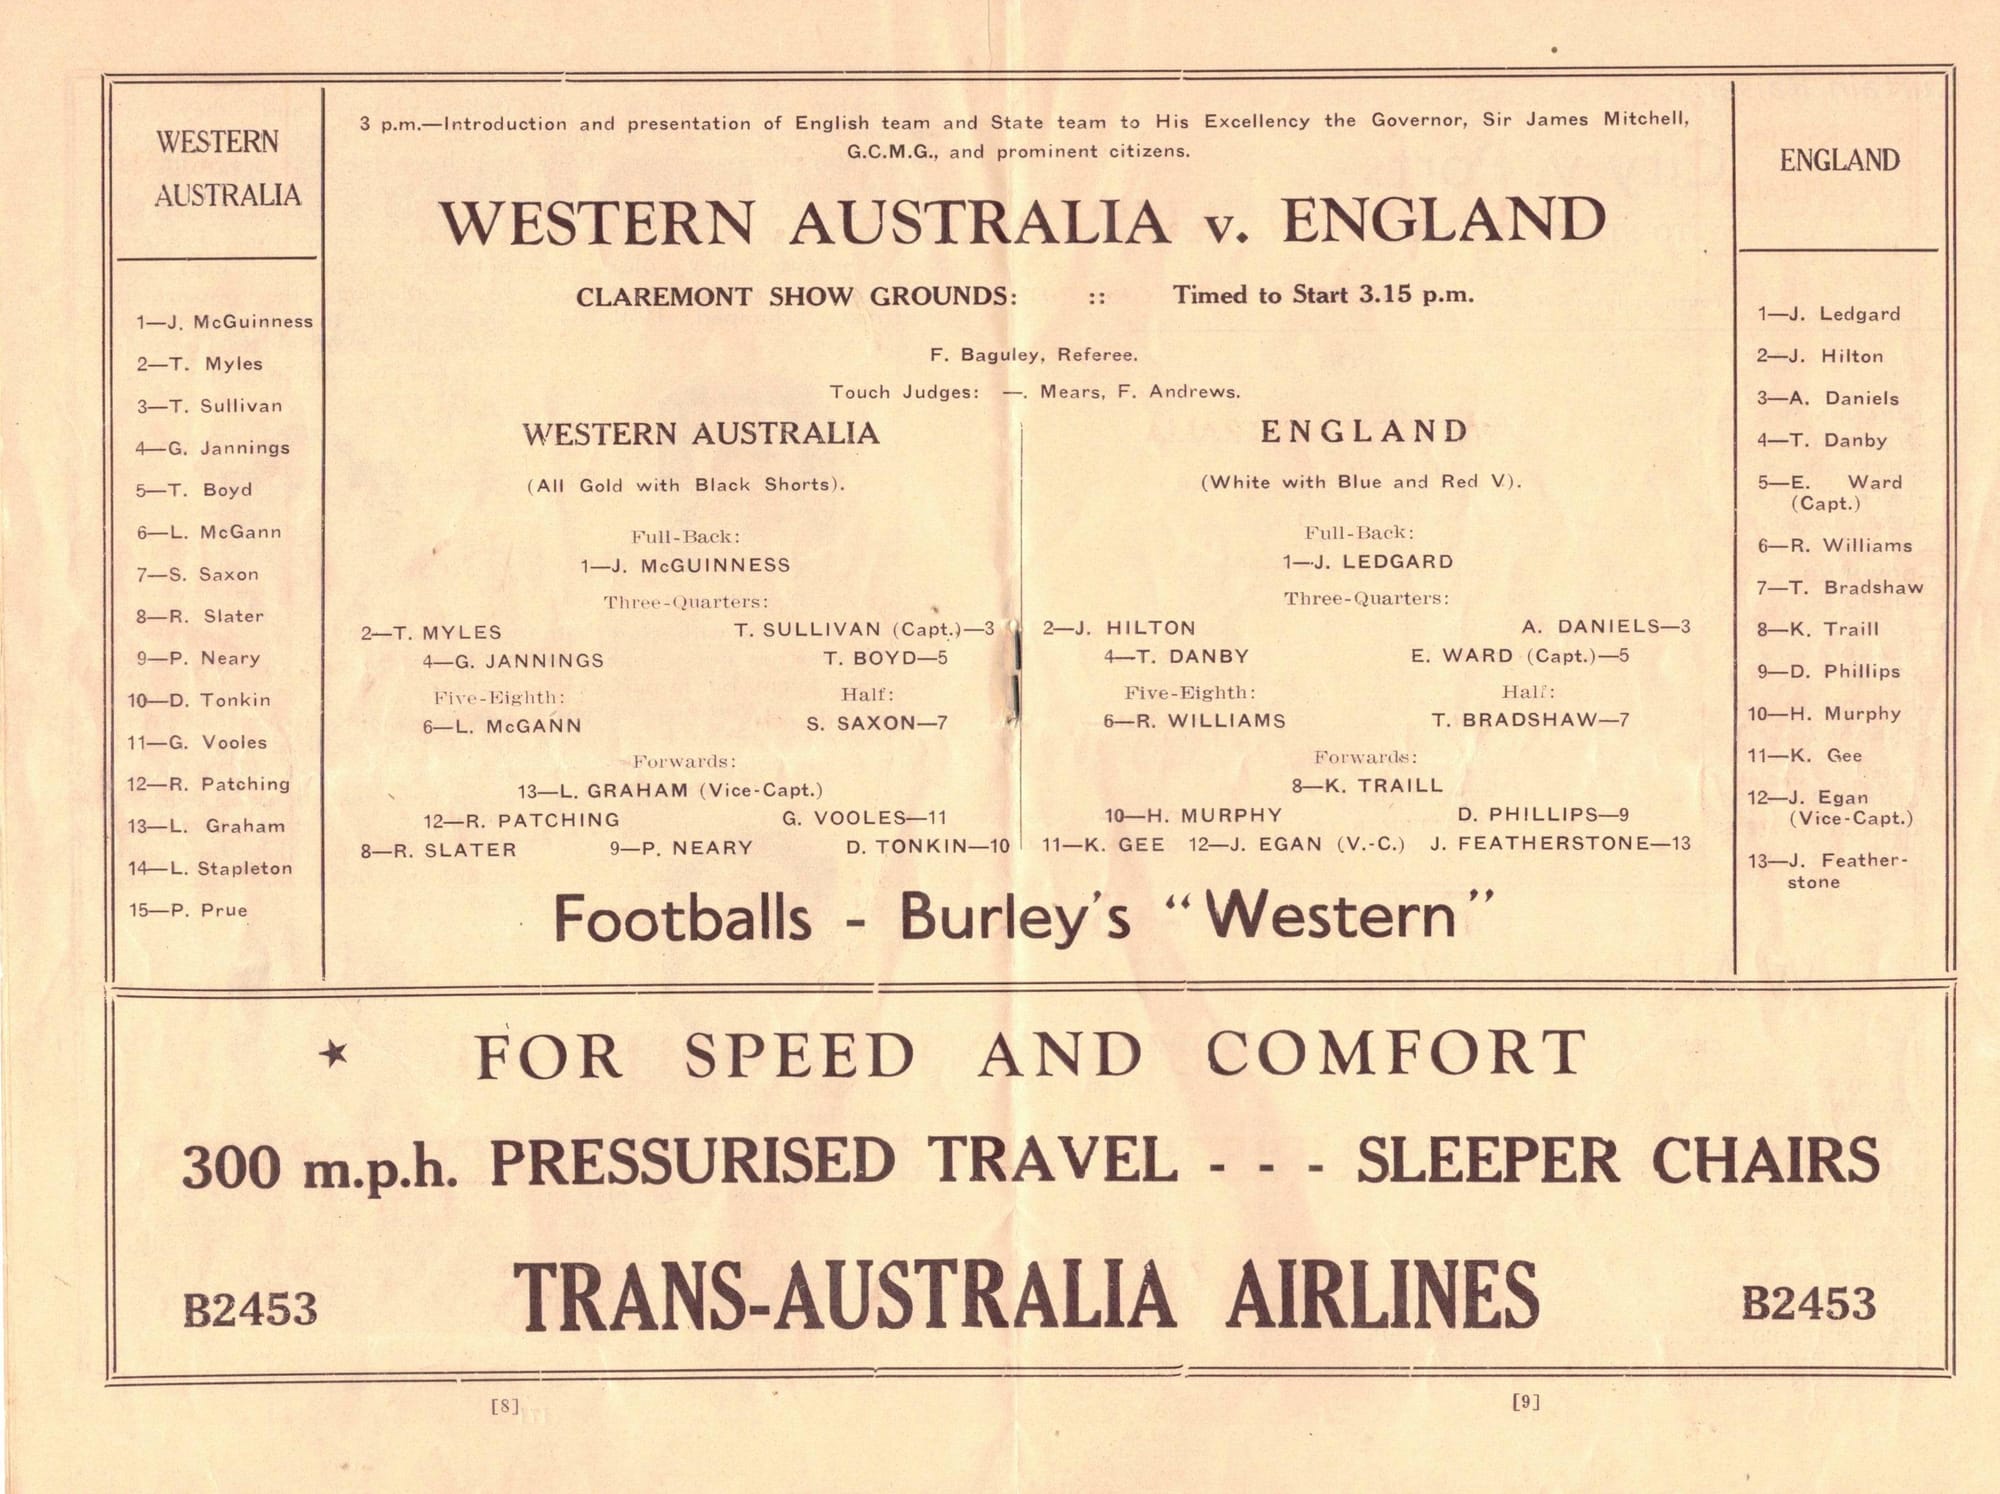 WESTERN
AUSTRALIA
1—J. McGuinness
2—T. Myles
3—T. Sullivan
4—G. Jannings
5—T. Boyd
6—L. McGann
7—S. Saxon
8—R. Slater
9—P. Neary
10—D. Tonkin
11—G. Vooles
12—R. Patching
13—L. Graham
14—L. Stapleton
15—P. Prue
3 p.m.—Introduction and presentation of English team and State team to His Excellency the Governor, Sir James Mitchell,
G.C.M.G., and prominent citizens.
WESTERN AUSTRALIA v. ENGLAND
CLAREMONT SHOW GROUNDS: :: Timed to Start 3.15 p.m.
F. Baguley, Referee.
Touch Judges: —. Mears, F. Andrews.
WESTERN AUSTRALIA
(All Gold with Black Shorts).
Full-Back:
1—J. McGUINNESS
Three-Quarters:
2—T. MYLES T. SULLIVAN (Capt.)—3
4—G. JANNINGS T. BOYD—5
Five-Eighth: Half:
6—L. McGANN S. SAXON—7
Forwards:
13—L. GRAHAM (Vice-Capt.)
12—R. PATCHING G. VOOLES—11
8—R. SLATER 9—P. NEARY D. TONKIN—10
ENGLAND
(White with Blue and Red V).
Full-Back:
1—J. LEDGARD
Three-Quarters:
2—J. HILTON A. DANIELS—3
4—T. DANBY E. WARD (Capt.)—5
Five-Eighth: Half:
6—R. WILLIAMS T. BRADSHAW—7
Forwards:
8—K. TRAILL
10—H. MURPHY D. PHILLIPS—9
11—K. GEE 12—J. EGAN (V.-C.) J. FEATHERSTONE—13
Footballs - Burley's "Western"
ENGLAND
1—J. Ledgard
2—J. Hilton
3—A. Daniels
4—T. Danby
5—E. Ward
(Capt.)
6—R. Williams
7—T. Bradshaw
8—K. Traill
9—D. Phillips
10—H. Murphy
11—K. Gee
12—J. Egan
(Vice-Capt.)
13—J. Feather-
stone
★ FOR SPEED AND COMFORT
300 m.p.h. PRESSURISED TRAVEL - - - SLEEPER CHAIRS
B2453 TRANS-AUSTRALIA AIRLINES B2453
[8] [9]